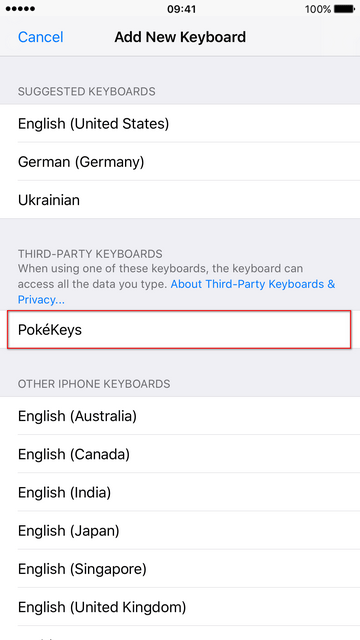 09:41
100%
Cancel
Add New Keyboard
SUGGESTED KEYBOARDS
English (United States)
German (Germany)
Ukrainian
THIRD-PARTY KEYBOARDS
When using one of these keyboards, the keyboard can
access all the data you type. About Third-Party Keyboards &
Privacy...
PokéKeys
OTHER IPHONE KEYBOARDS
English (Australia)
English (Canada)
English (India)
English (Japan)
English (Singapore)
English (United Kingdom)